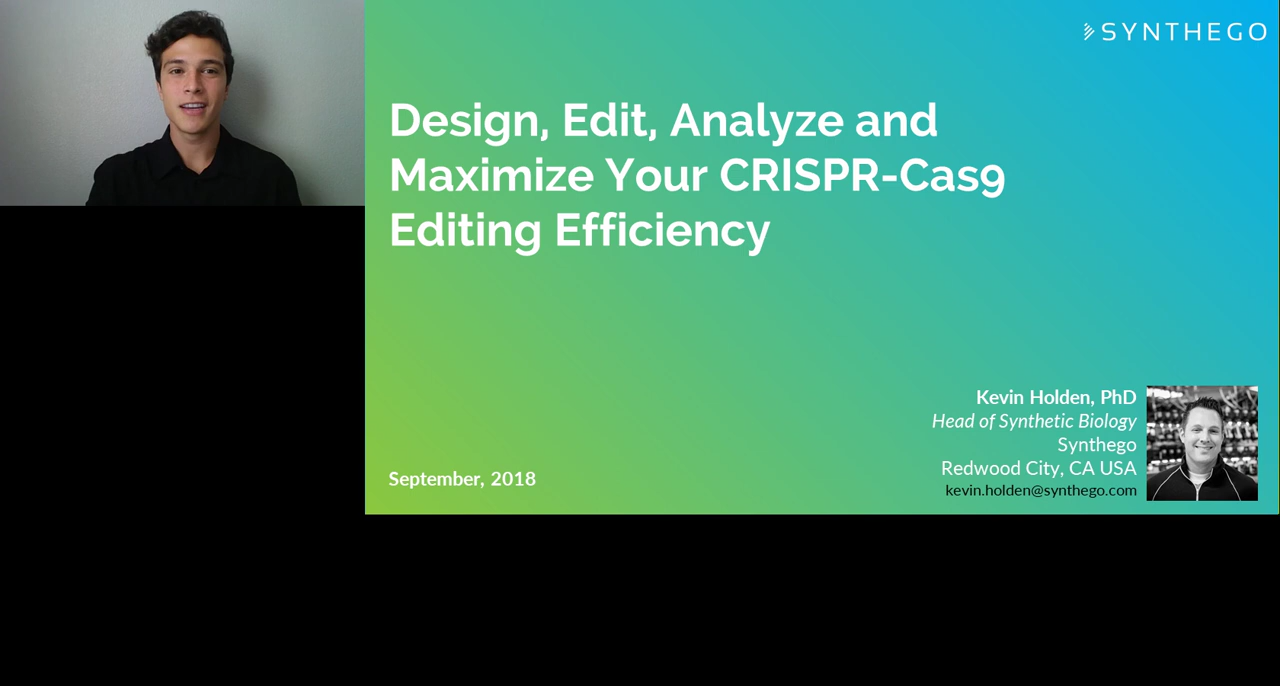 SYNTHEGO
Design, Edit, Analyze and
Maximize Your CRISPR-Cas9
Editing Efficiency
Kevin Holden, PhD
Head of Synthetic Biology
Synthego
Redwood City, CA USA
kevin.holden@synthego.com
September, 2018